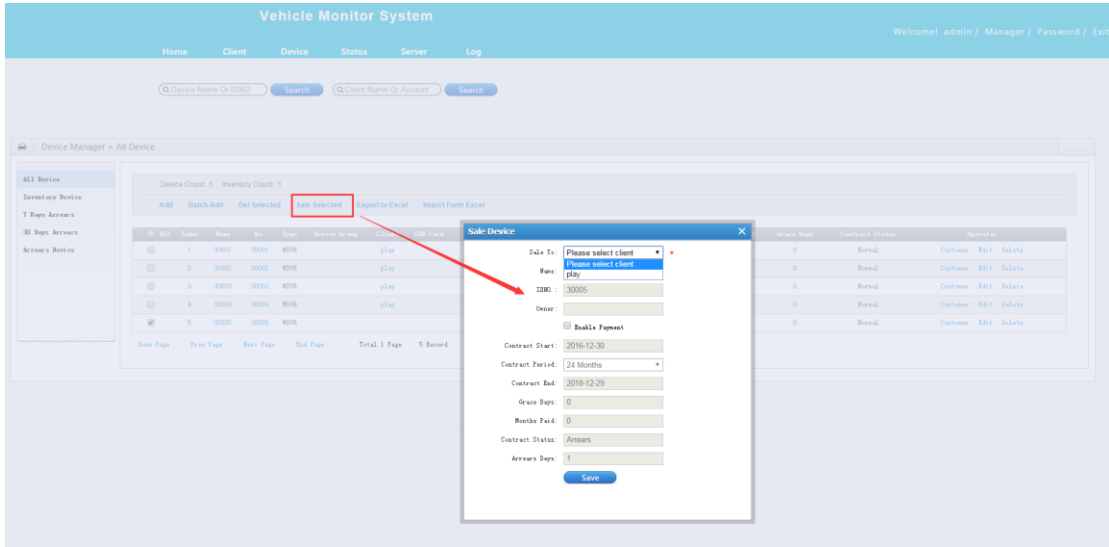 Vehicle Monitor System
Welcome! admin / Manager / Password / Exit
Home Client Device Status Server Log
Device Name Or IDNO Search Client Name Or Account Search
Device Manager > All Device
All Device
Inventory Device
7 Days Arrears
30 Days Arrears
Arrears Device
Device Count: 5 Inventory Count: 1
Add Batch Add Del Selected Sale Selected Export to Excel Import Form Excel
All Index Name No. Type Device Group Client SIM Card Grace Days Contract Status Operator
1 30001 30001 MDVR play 0 Normal Customer Edit Delete
2 30002 30002 MDVR play 0 Normal Customer Edit Delete
3 30003 30003 MDVR play 0 Normal Customer Edit Delete
4 30004 30004 MDVR play 0 Normal Customer Edit Delete
5 30005 30005 MDVR 0 Normal Customer Edit Delete
Home Page Prev Page Next Page End Page Total 1 Page 5 Record
Sale Device
Sale To: Please select client *
Please select client
play
Name:
IDNO.: 30005
Owner:
Enable Payment
Contract Start: 2016-12-30
Contract Period: 24 Months
Contract End: 2018-12-29
Grace Days: 0
Months Paid: 0
Contract Status: Arrears
Arrears Days: 1
Save